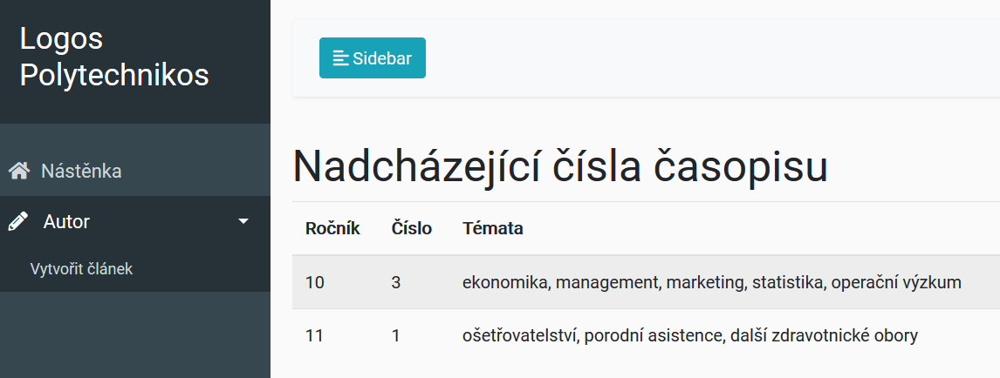 Logos
Polytechnikos
Nástěnka
Autor
Vytvořit článek
Sidebar
Nadcházející čísla časopisu
Ročník Číslo Témata
10 3 ekonomika, management, marketing, statistika, operační výzkum
11 1 ošetřovatelství, porodní asistence, další zdravotnické obory